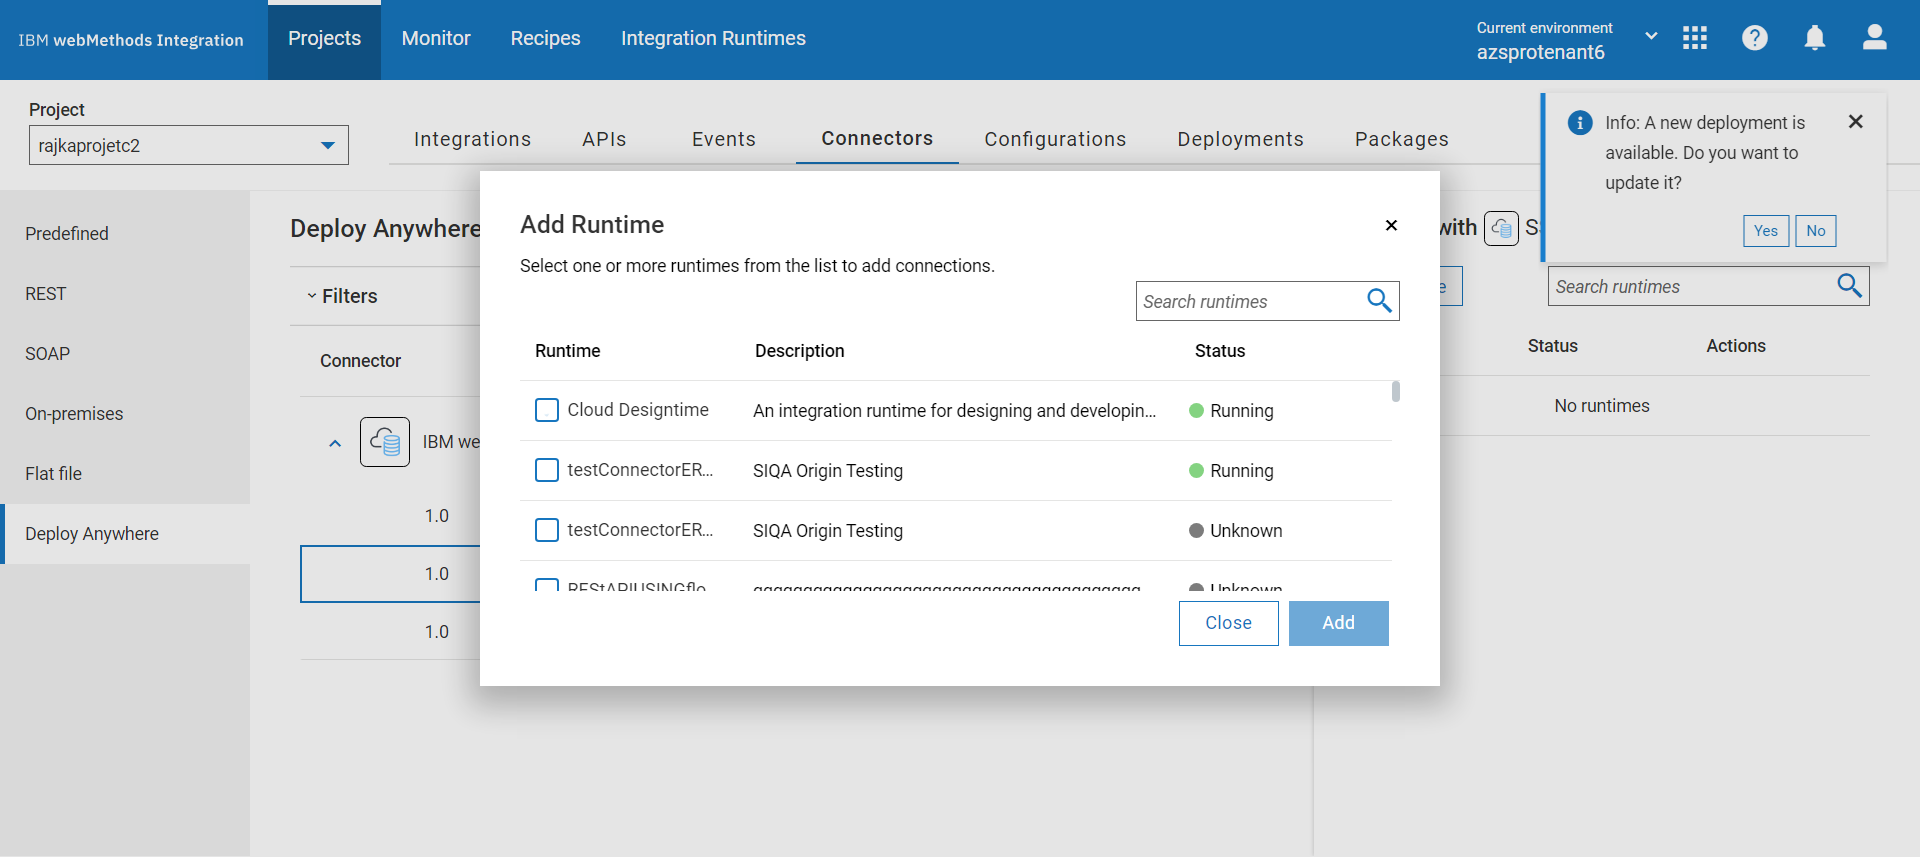 IBM webMethods Integration
Projects
Monitor
Recipes
Integration Runtimes
Current environment
azsprotenant6
Project
rajkaprojetc2
Integrations
APIs
Events
Connectors
Configurations
Deployments
Packages
Info: A new deployment is
available. Do you want to
update it?
Yes
No
Predefined
REST
SOAP
On-premises
Flat file
Deploy Anywhere
Deploy Anywhere
Filters
Connector
IBM we
1.0
1.0
1.0
Add Runtime
Select one or more runtimes from the list to add connections.
Search runtimes
Runtime
Description
Status
Cloud Designtime
An integration runtime for designing and developin...
Running
testConnectorER...
SIQA Origin Testing
Running
testConnectorER...
SIQA Origin Testing
Unknown
REStAPIUSINGflo
Unknown
Close
Add
with
Search runtimes
Status
Actions
No runtimes